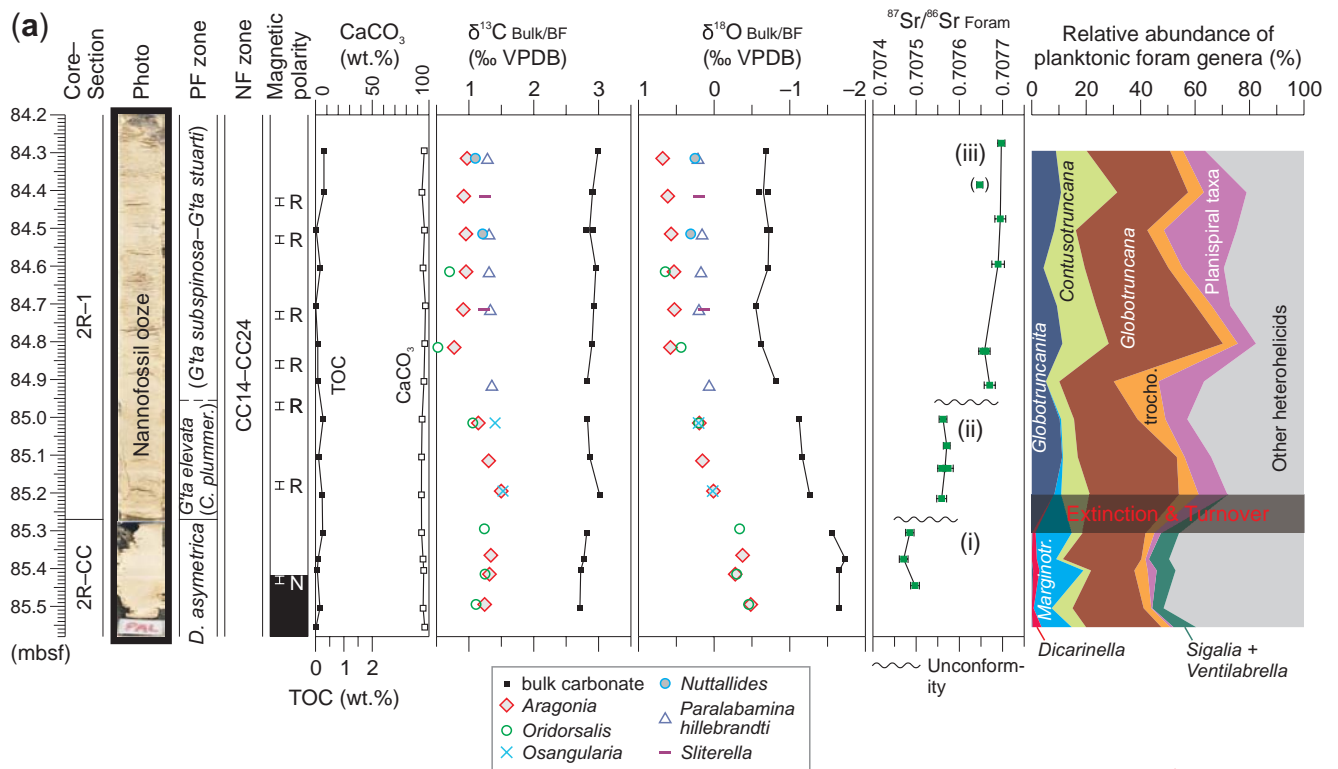 (a)
Core–Section
Photo
PF zone
NF zone
Magnetic polarity
CaCO3
(wt.%)
0 50 100
δ13C Bulk/BF
(‰ VPDB)
1 2 3
δ18O Bulk/BF
(‰ VPDB)
1 0 −1 −2
87Sr/86Sr Foram
0.7074 0.7075 0.7076 0.7077
Relative abundance of
planktonic foram genera (%)
0 20 40 60 80 100
84.2
84.3
84.4
84.5
84.6
84.7
84.8
84.9
85.0
85.1
85.2
85.3
85.4
85.5
(mbsf)
2R–1
2R–CC
Nannofossil ooze
PAL
(G'ta subspinosa–G'ta stuarti)
G'ta elevata
(C. plummer.)
D. asymetrica
CC14–CC24
R
R
R
R
R
R
N
TOC
CaCO3
0 1 2
TOC (wt.%)
(iii)
( )
(ii)
(i)
Unconform-
ity
Globotruncanita
Contusotruncana
Globotruncana
trocho.
Planispiral taxa
Other heterohelicids
Extinction & Turnover
Marginotr.
Dicarinella
Sigalia +
Ventilabrella
bulk carbonate
Aragonia
Oridorsalis
Osangularia
Nuttallides
Paralabamina
hillebrandti
Sliterella